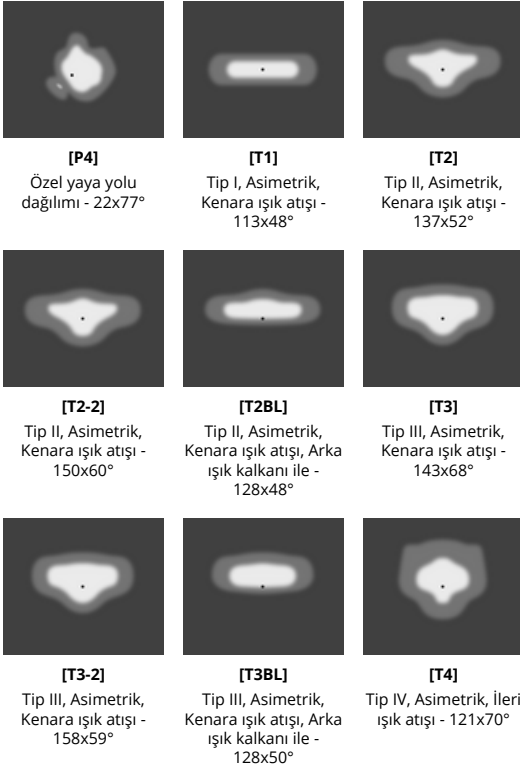 [P4]
Özel yaya yolu
dağılımı - 22x77°
[T1]
Tip I, Asimetrik,
Kenara ışık atışı -
113x48°
[T2]
Tip II, Asimetrik,
Kenara ışık atışı -
137x52°
[T2-2]
Tip II, Asimetrik,
Kenara ışık atışı -
150x60°
[T2BL]
Tip II, Asimetrik,
Kenara ışık atışı, Arka
ışık kalkanı ile -
128x48°
[T3]
Tip III, Asimetrik,
Kenara ışık atışı -
143x68°
[T3-2]
Tip III, Asimetrik,
Kenara ışık atışı -
158x59°
[T3BL]
Tip III, Asimetrik,
Kenara ışık atışı, Arka
ışık kalkanı ile -
128x50°
[T4]
Tip IV, Asimetrik, İleri
ışık atışı - 121x70°